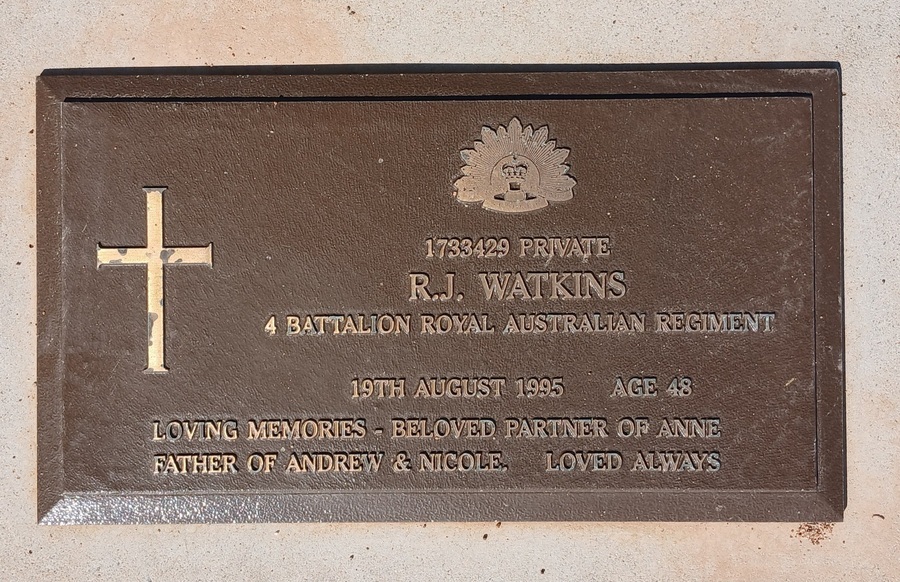 1733429 PRIVATE
R.J. WATKINS
4 BATTALION ROYAL AUSTRALIAN REGIMENT
19TH AUGUST 1995 AGE 48
LOVING MEMORIES - BELOVED PARTNER OF ANNE
FATHER OF ANDREW & NICOLE. LOVED ALWAYS